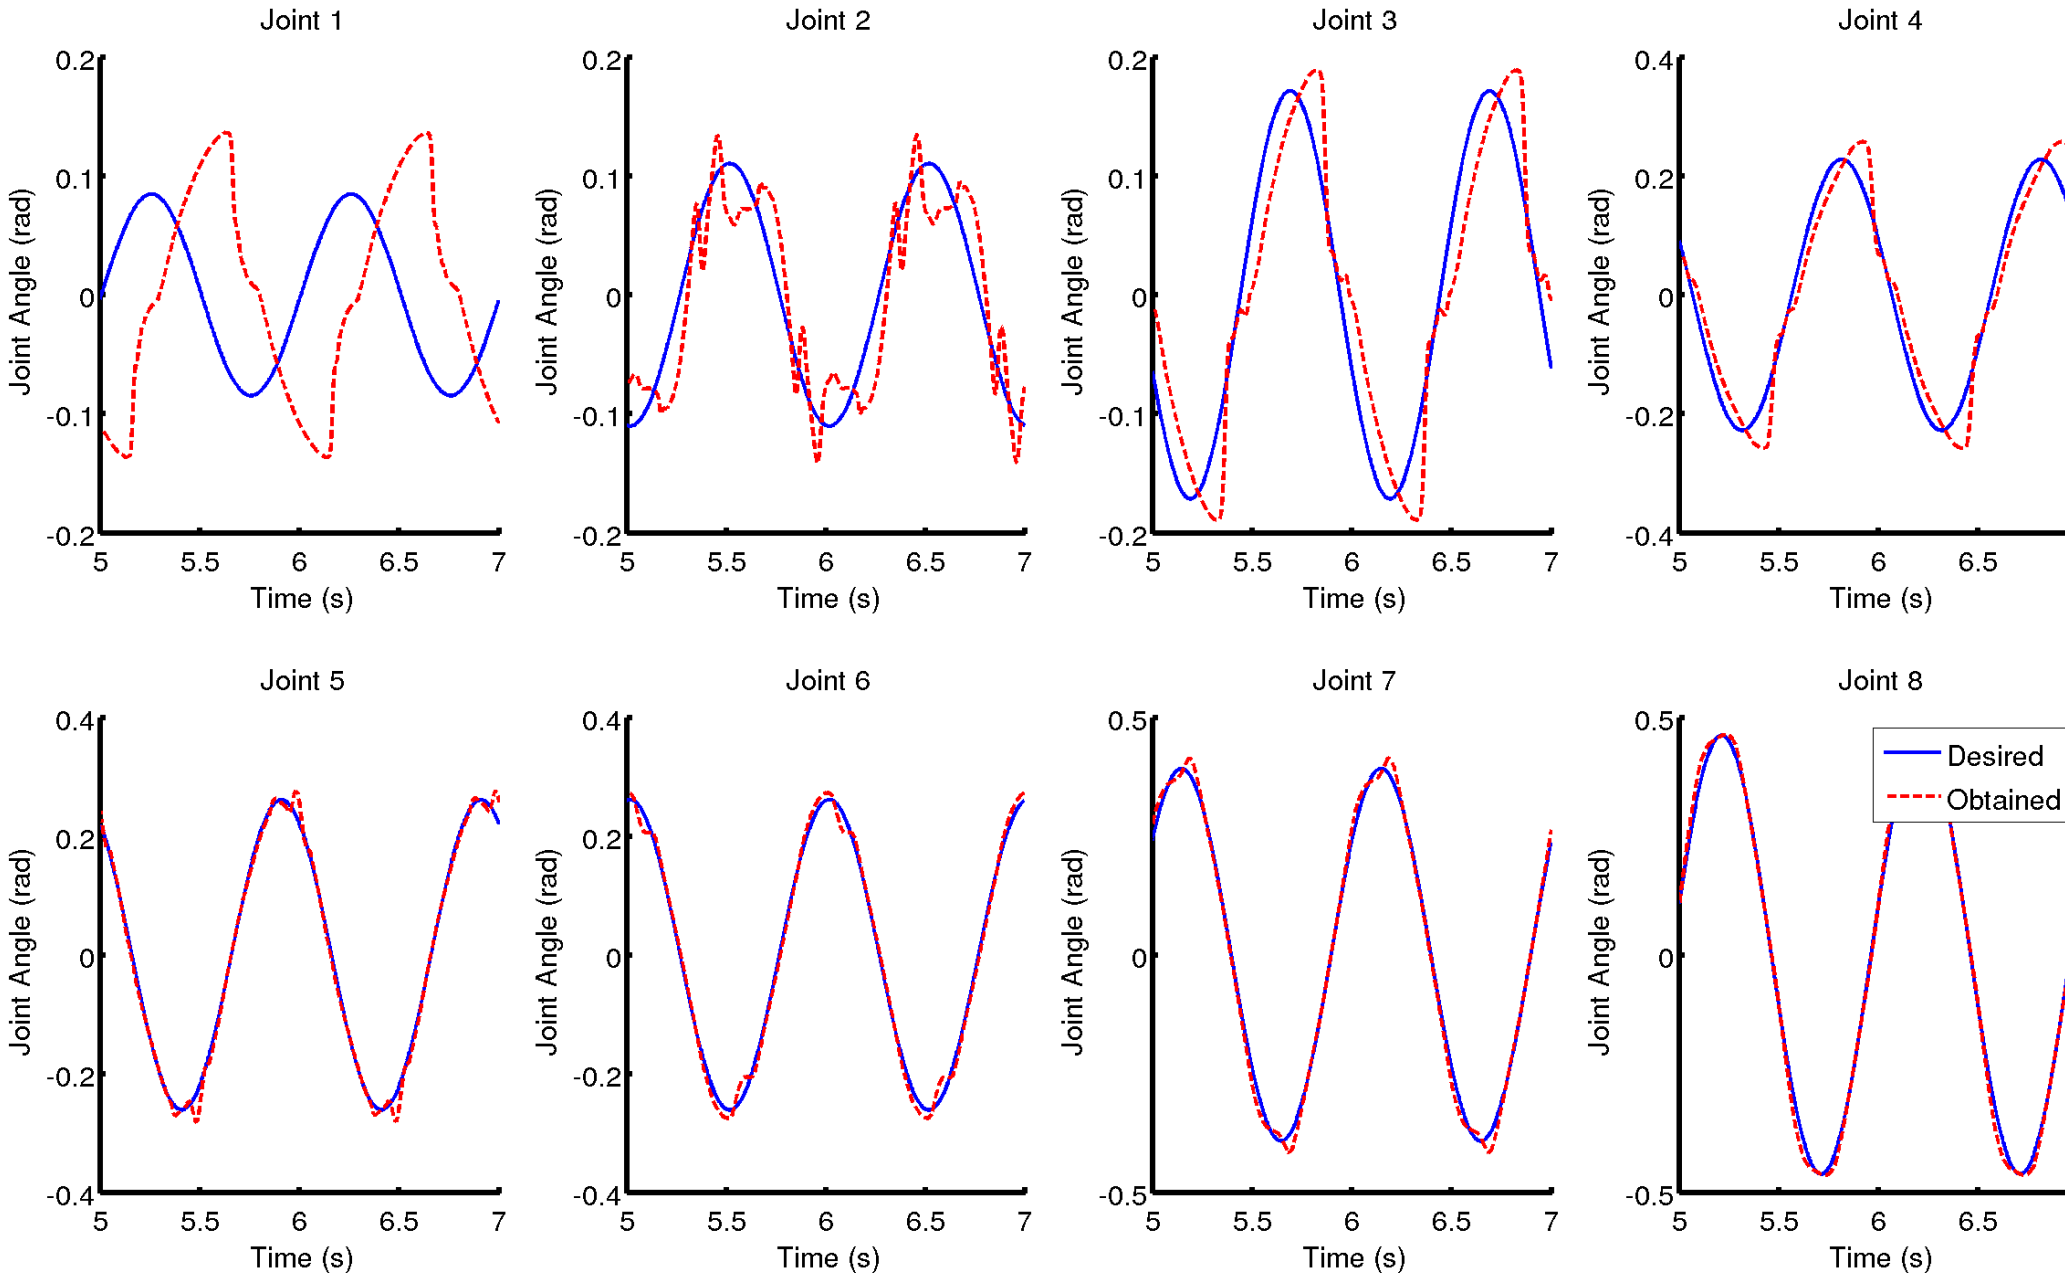 Joint 1
Joint 2
Joint 3
Joint 4
0.2
0.1
0
-0.1
-0.2
Joint Angle (rad)
5
5.5
6
6.5
7
Time (s)
0.2
0.1
0
-0.1
-0.2
Joint Angle (rad)
5
5.5
6
6.5
7
Time (s)
0.2
0.1
0
-0.1
-0.2
Joint Angle (rad)
5
5.5
6
6.5
7
Time (s)
0.4
0.2
0
-0.2
-0.4
Joint Angle (rad)
5
5.5
6
6.5
Time (s)
Joint 5
Joint 6
Joint 7
Joint 8
0.4
0.2
0
-0.2
-0.4
Joint Angle (rad)
5
5.5
6
6.5
7
Time (s)
0.4
0.2
0
-0.2
-0.4
Joint Angle (rad)
5
5.5
6
6.5
7
Time (s)
0.5
0
-0.5
Joint Angle (rad)
5
5.5
6
6.5
7
Time (s)
0.5
0
-0.5
Joint Angle (rad)
Desired
Obtained
5
5.5
6
6.5
Time (s)